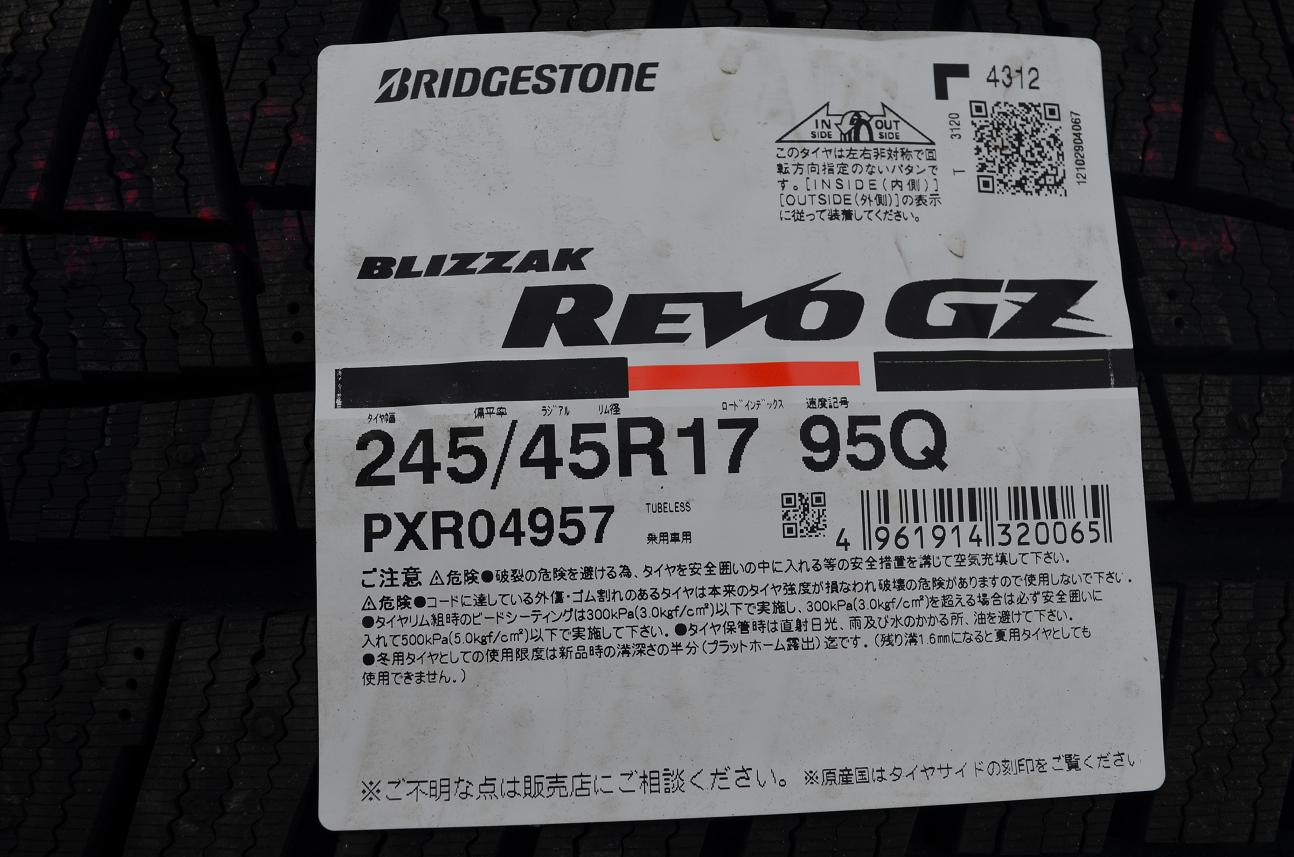 BRIDGESTONE
4312
IN SIDE
OUT SIDE
T 3120
12102804067
このタイヤは左右非対称で回
転方向指定のないパタンで
す。[INSIDE(内側)]
[OUTSIDE(外側)]の表示
に従って装着してください。
BLIZZAK
REVO GZ
タイヤ幅 偏平率 ラジアル リム径 ロードインデックス 速度記号
245/45R17 95Q
PXR04957
TUBELESS
乗用車用
4 961914 320065
ご注意 ⚠危険●破裂の危険を避ける為、タイヤを安全囲いの中に入れる等の安全措置を講じて空気充填して下さい。
⚠危険●コードに達している外傷・ゴム割れのあるタイヤは本来のタイヤ強度が損なわれ破壊の危険がありますので使用しないで下さい.
●タイヤリム組時のビードシーティングは300kPa(3.0kgf/c㎡)以下で実施し、300kPa(3.0kgf/c㎡)を超える場合は必ず安全囲いに
入れて500kPa(5.0kgf/c㎡)以下で実施して下さい。●タイヤ保管時は直射日光、雨及び水のかかる所、油を避けて下さい。
●冬用タイヤとしての使用限度は新品時の溝深さの半分(プラットホーム露出)迄です。(残り溝1.6mmになると夏用タイヤとしても
使用できません。)
※ご不明な点は販売店にご相談ください。 ※原産国はタイヤサイドの刻印をご覧ください